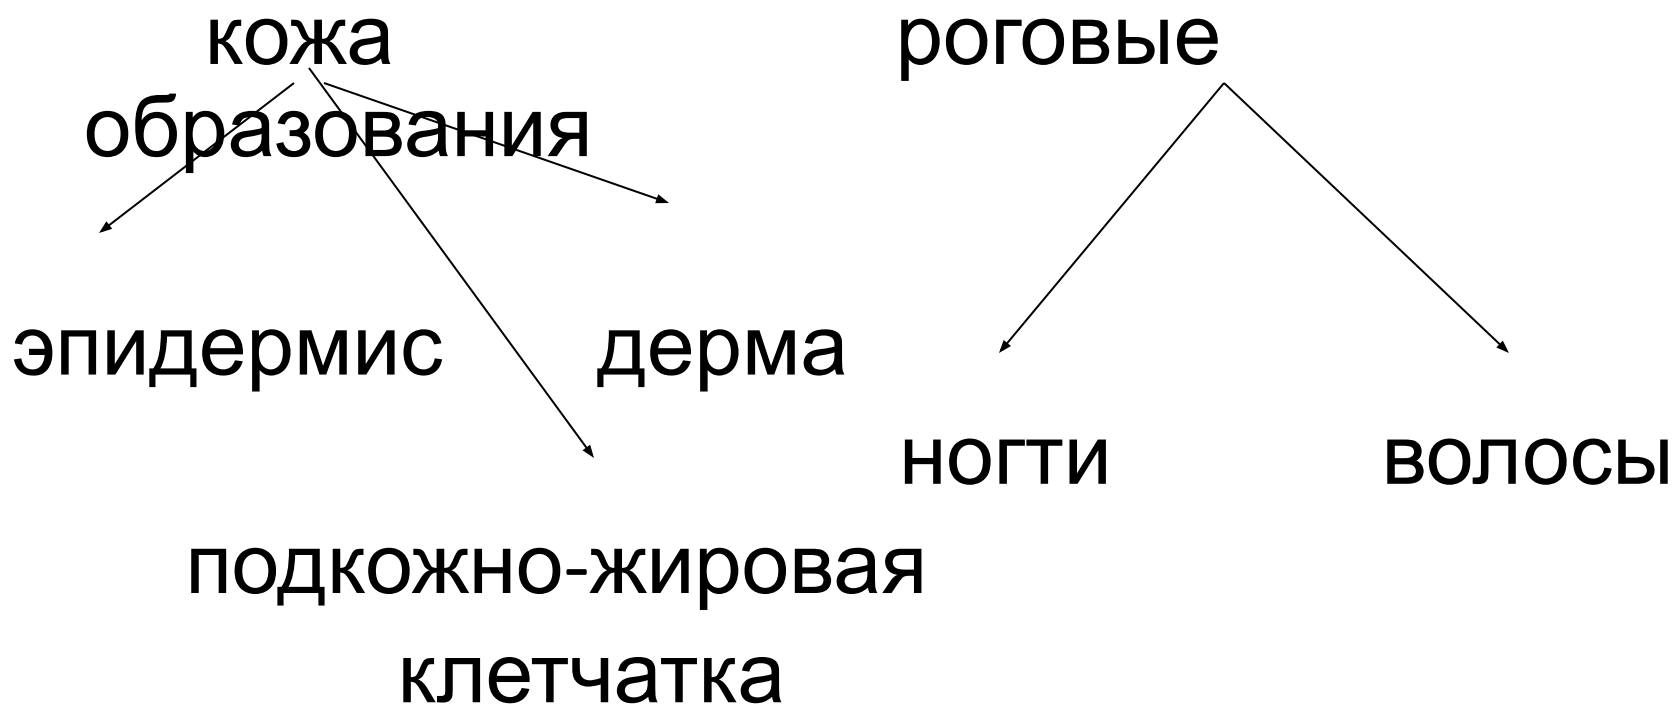 кожа роговые
образования
эпидермис дерма
ногти волосы
подкожно-жировая
клетчатка